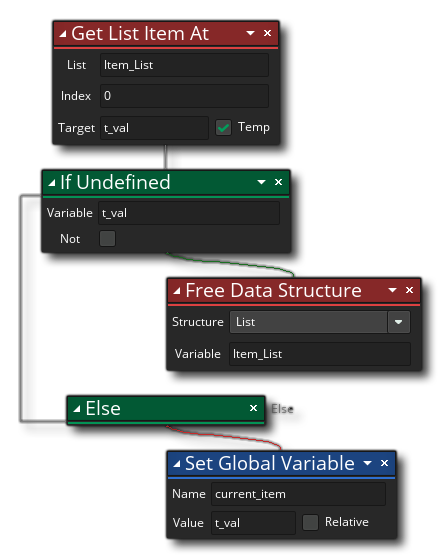 Get List Item At
List Item_List
Index 0
Target t_val Temp
If Undefined
Variable t_val
Not
Free Data Structure
Structure List
Variable Item_List
Else Else
Set Global Variable
Name current_item
Value t_val Relative